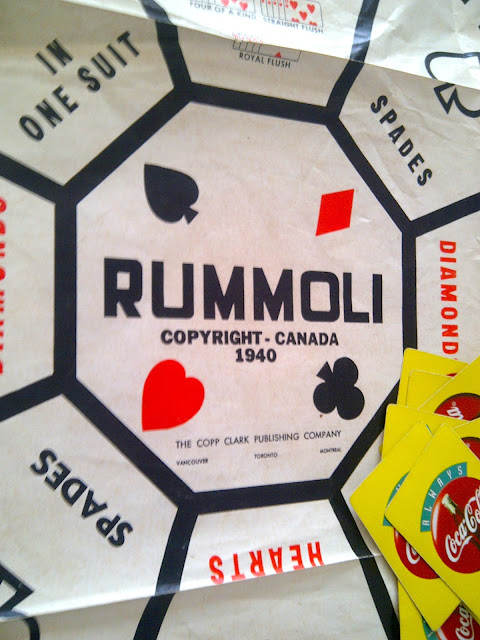 FOUR OF A KIND
STRAIGHT FLUSH
ROYAL FLUSH
IN
ONE SUIT
SPADES
RUMMOLI
COPYRIGHT - CANADA
1940
THE COPP CLARK PUBLISHING COMPANY
VANCOUVER TORONTO MONTREAL
DIAMOND
SPADES
HEARTS
ALWAYS
Coca-Cola